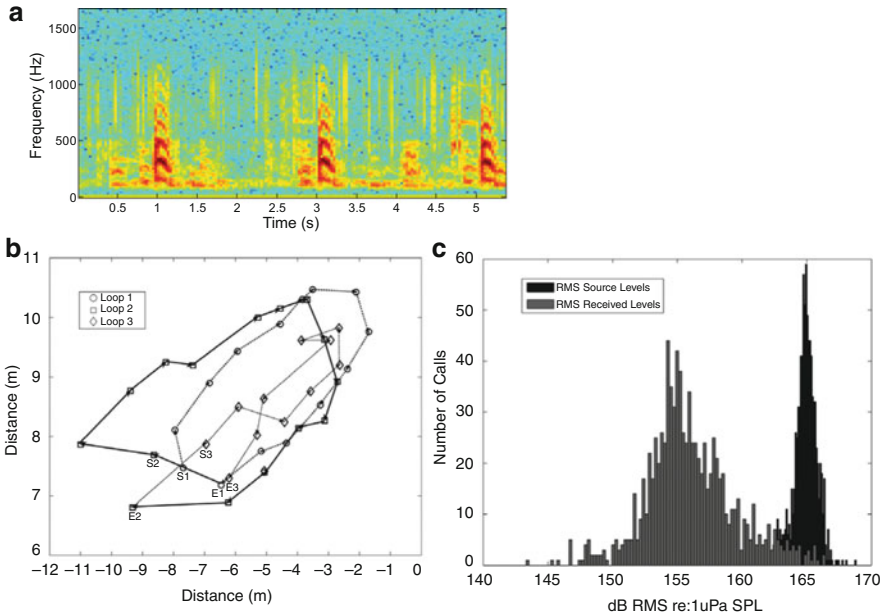 a
1500
1000
500
0
Frequency (Hz)
0.5 1 1.5 2 2.5 3 3.5 4 4.5 5
Time (s)
b
11
10
9
8
7
6
Distance (m)
Loop 1
Loop 2
Loop 3
S2
S1
S3
E1 E3
E2
–12 –11 –10 –9 –8 –7 –6 –5 –4 –3 –2 –1 0
Distance (m)
c
60
50
40
30
20
10
0
Number of Calls
RMS Source Levels
RMS Received Levels
140 145 150 155 160 165 170
dB RMS re:1uPa SPL